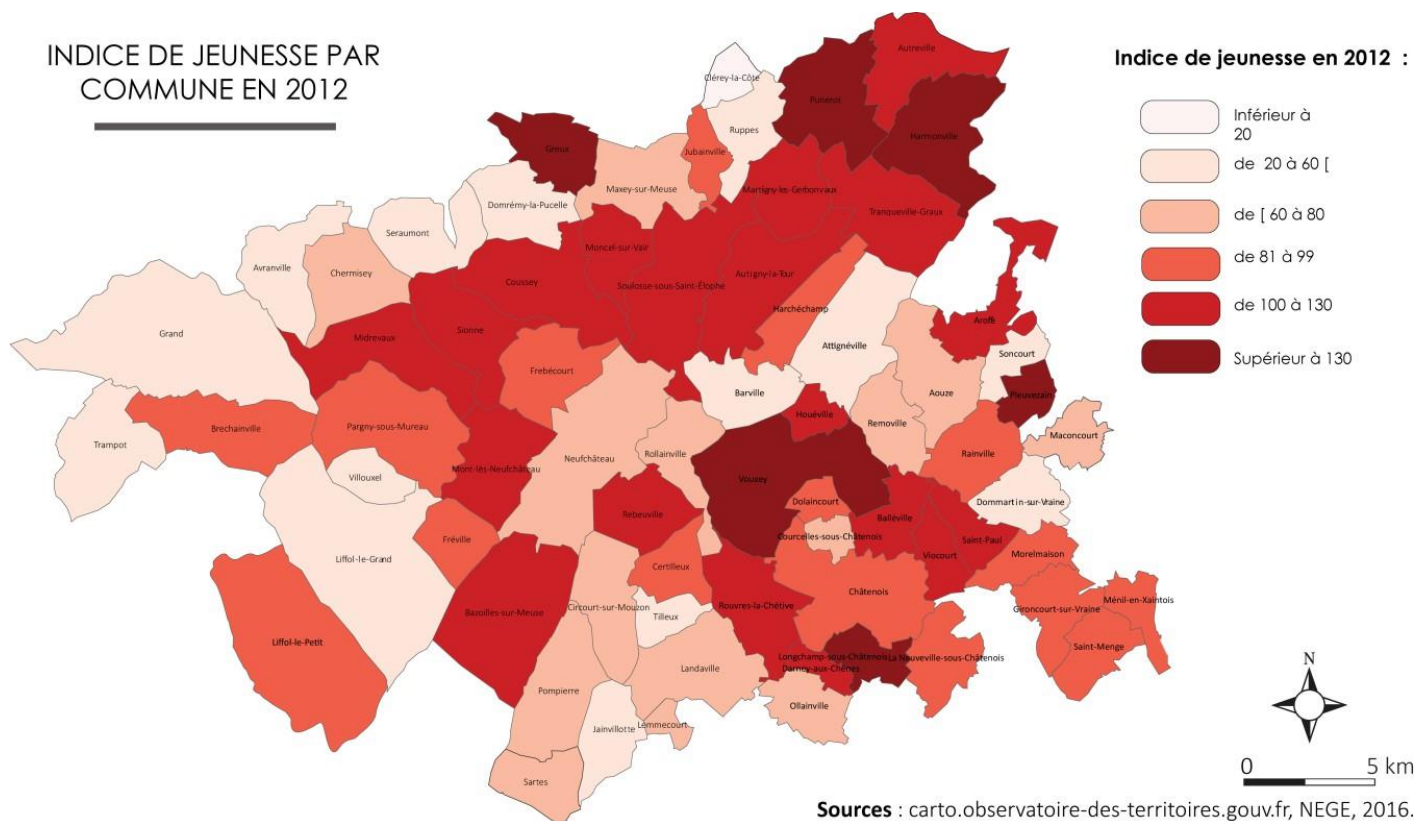 INDICE DE JEUNESSE PAR
COMMUNE EN 2012
Indice de jeunesse en 2012 :
Inférieur à
20
de 20 à 60 [
de [ 60 à 80
de 81 à 99
de 100 à 130
Supérieur à 130
Autreville
Clérey-la-Côte
Punerot
Ruppes
Harmonville
Greux
Jubainville
Maxey-sur-Meuse
Martigny-les-Gerbonvaux
Domrémy-la-Pucelle
Tranqueville-Graux
Seraumont
Moncel-sur-Vair
Avranville
Chermisey
Autigny-la-Tour
Coussey
Soulosse-sous-Saint-Élophe
Harchéchamp
Aroffe
Grand
Midrevaux
Sionne
Attignéville
Soncourt
Frebécourt
Barville
Aouze
Pleuvezain
Houéville
Removille
Brechainville
Pargny-sous-Mureau
Maconcourt
Trampot
Neufchâteau
Rollainville
Rainville
Mont-lès-Neufchâteau
Villouxel
Vouxey
Dolaincourt
Dommartin-sur-Vraine
Rebeuville
Balléville
Courcelles-sous-Châtenois
Fréville
Saint-Paul
Viocourt
Morelmaison
Liffol-le-Grand
Certilleux
Châtenois
Ménil-en-Xaintois
Bazoilles-sur-Meuse
Circourt-sur-Mouzon
Rouvres-la-Chétive
Gironcourt-sur-Vraine
Tilleux
Liffol-le-Petit
Saint-Menge
Longchamp-sous-Châtenois
La Neuveville-sous-Châtenois
Darney-aux-Chênes
Landaville
Pompierre
Ollainville
Jainvillotte
Lemmecourt
Sartes
N
0 5 km
Sources : carto.observatoire-des-territoires.gouv.fr, NEGE, 2016.